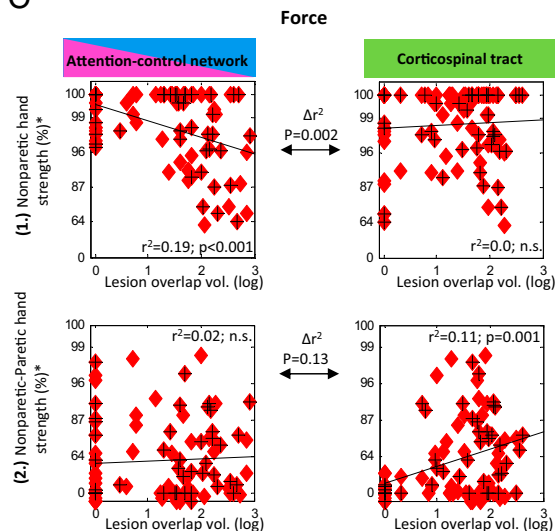 Force
Attention-control network
Corticospinal tract
(1.) Nonparetic hand
strength (%)*
100
99
96
87
64
0
r²=0.19; p<0.001
0 1 2 3
Lesion overlap vol. (log)
Δr²
P=0.002
100
99
96
87
64
0
r²=0.0; n.s.
0 1 2 3
Lesion overlap vol. (log)
(2.) Nonparetic-Paretic hand
strength (%)*
100
99
96
87
64
0
r²=0.02; n.s.
0 1 2 3
Lesion overlap vol. (log)
Δr²
P=0.13
100
99
96
87
64
0
r²=0.11; p=0.001
0 1 2 3
Lesion overlap vol. (log)